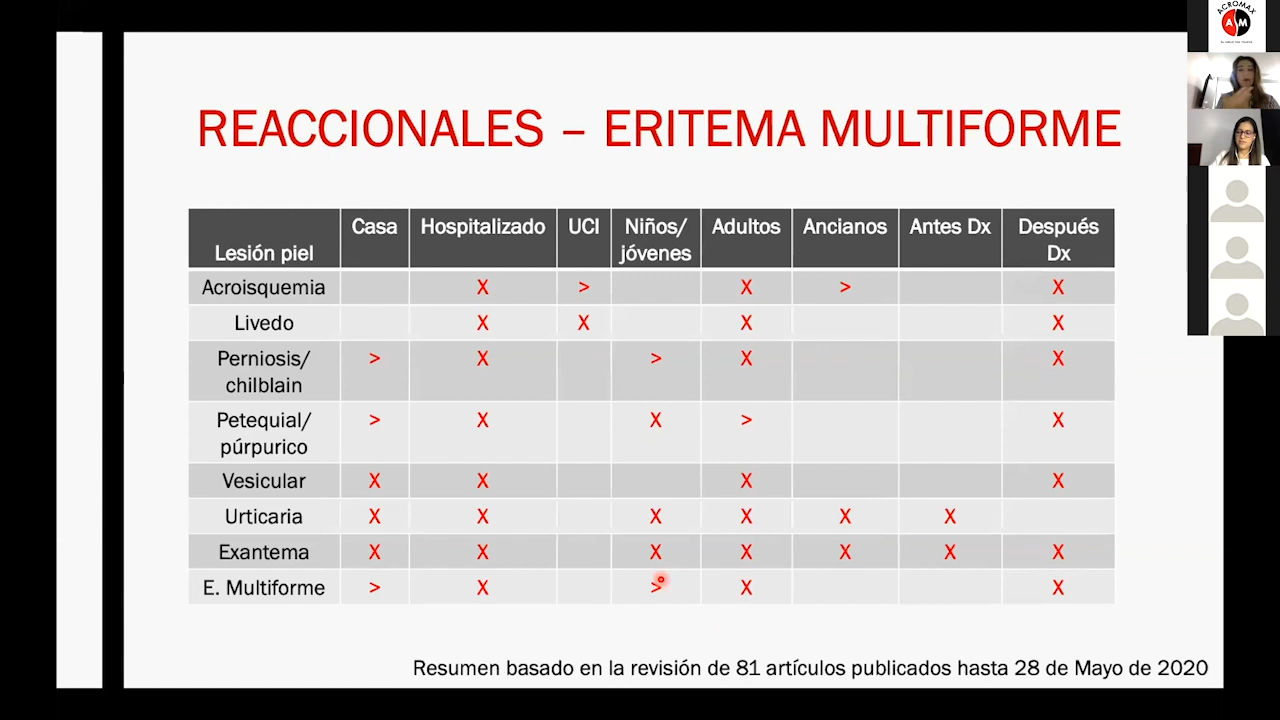 ACROMAX
A M
REACCIONALES – ERITEMA MULTIFORME
Lesión piel Casa Hospitalizado UCI Niños/ jóvenes Adultos Ancianos Antes Dx Después Dx
Acroisquemia X > X > X
Livedo X X X X
Perniosis/ chilblain > X > X X
Petequial/ púrpurico > X X > X
Vesicular X X X X
Urticaria X X X X X X
Exantema X X X X X X X
E. Multiforme > X > X X
Resumen basado en la revisión de 81 artículos publicados hasta 28 de Mayo de 2020